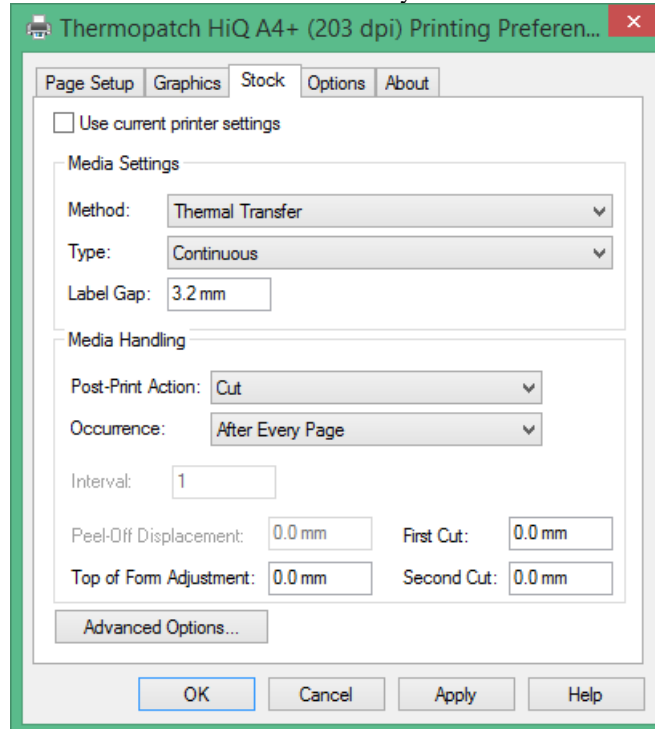 Thermopatch HiQ A4+ (203 dpi) Printing Preferen...
Page Setup Graphics Stock Options About
Use current printer settings
Media Settings
Method: Thermal Transfer
Type: Continuous
Label Gap: 3.2 mm
Media Handling
Post-Print Action: Cut
Occurrence: After Every Page
Interval: 1
Peel-Off Displacement: 0.0 mm First Cut: 0.0 mm
Top of Form Adjustment: 0.0 mm Second Cut: 0.0 mm
Advanced Options...
OK Cancel Apply Help